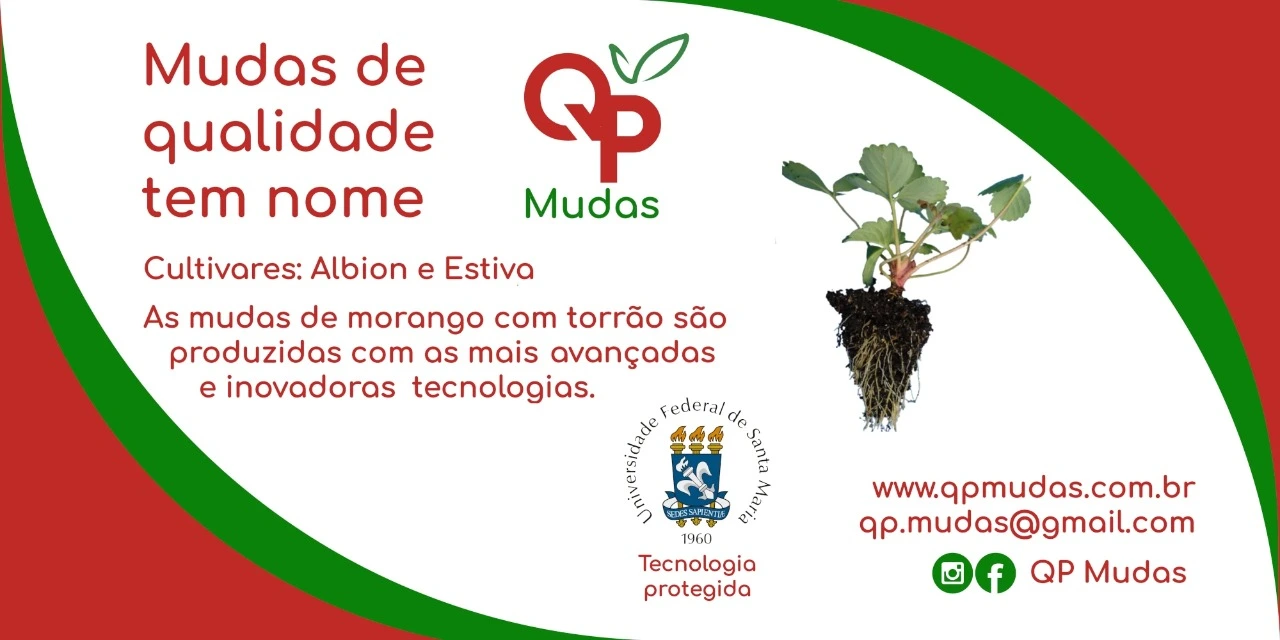 Mudas de
qualidade
tem nome
QP
Mudas
Cultivares: Albion e Estiva
As mudas de morango com torrão são
produzidas com as mais avançadas
e inovadoras tecnologias.
Universidade Federal de Santa Maria
SEDES SAPIENTIÆ
1960
Tecnologia
protegida
www.qpmudas.com.br
qp.mudas@gmail.com
QP Mudas